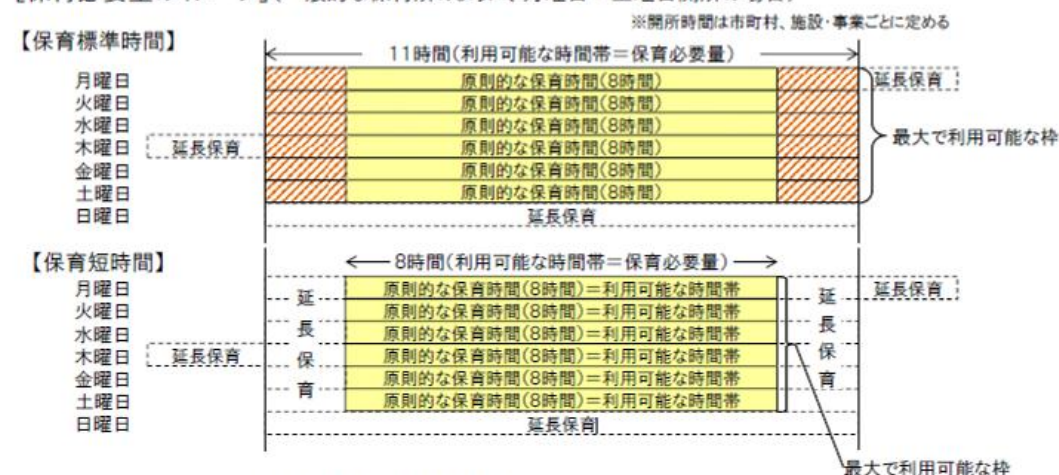 ※開所時間は市町村、施設・事業ごとに定める
【保育標準時間】
11時間(利用可能な時間帯=保育必要量)
月曜日 原則的な保育時間(8時間) 延長保育
火曜日 原則的な保育時間(8時間)
水曜日 原則的な保育時間(8時間)
木曜日 延長保育 原則的な保育時間(8時間) 最大で利用可能な枠
金曜日 原則的な保育時間(8時間)
土曜日 原則的な保育時間(8時間)
日曜日 延長保育
【保育短時間】
8時間(利用可能な時間帯=保育必要量)
月曜日 原則的な保育時間(8時間)=利用可能な時間帯 延長保育
火曜日 原則的な保育時間(8時間)=利用可能な時間帯
水曜日 原則的な保育時間(8時間)=利用可能な時間帯
木曜日 延長保育 原則的な保育時間(8時間)=利用可能な時間帯
金曜日 原則的な保育時間(8時間)=利用可能な時間帯
土曜日 原則的な保育時間(8時間)=利用可能な時間帯
日曜日 延長保育
延長保育
延長保育
最大で利用可能な枠